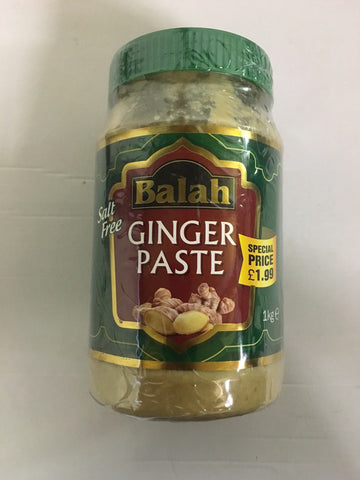 Balah
Salt
Free
GINGER
PASTE
SPECIAL
PRICE
£1.99
1kg e